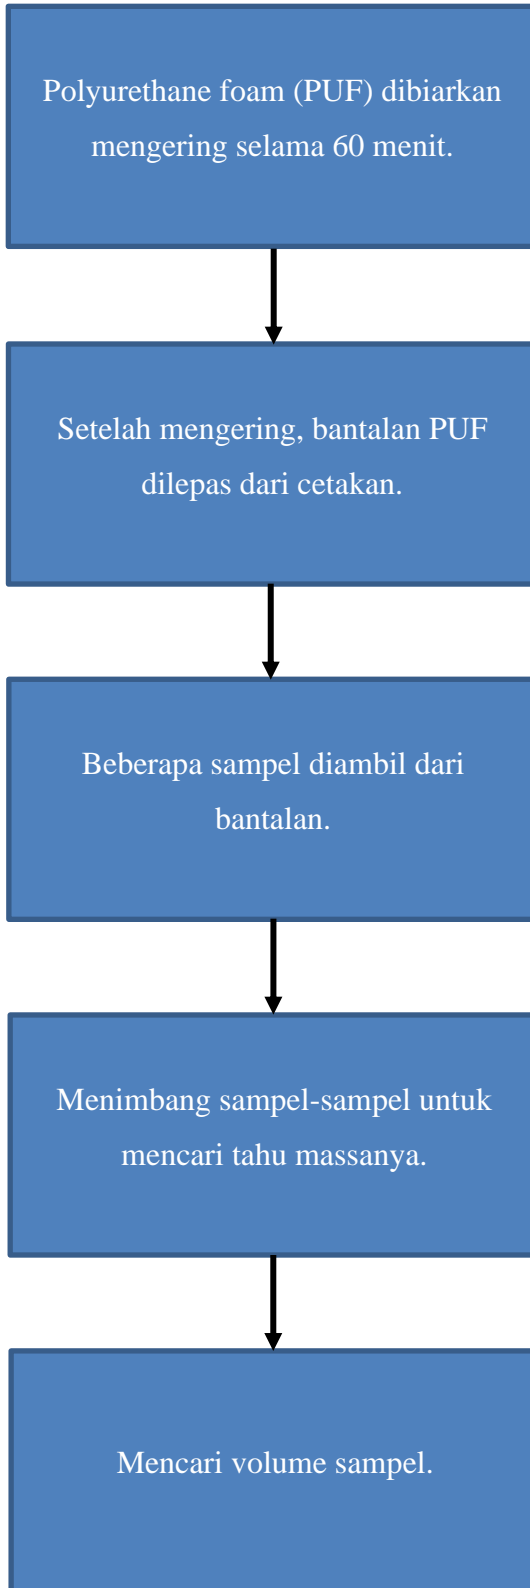 Polyurethane foam (PUF) dibiarkan
mengering selama 60 menit.
Setelah mengering, bantalan PUF
dilepas dari cetakan.
Beberapa sampel diambil dari
bantalan.
Menimbang sampel-sampel untuk
mencari tahu massanya.
Mencari volume sampel.